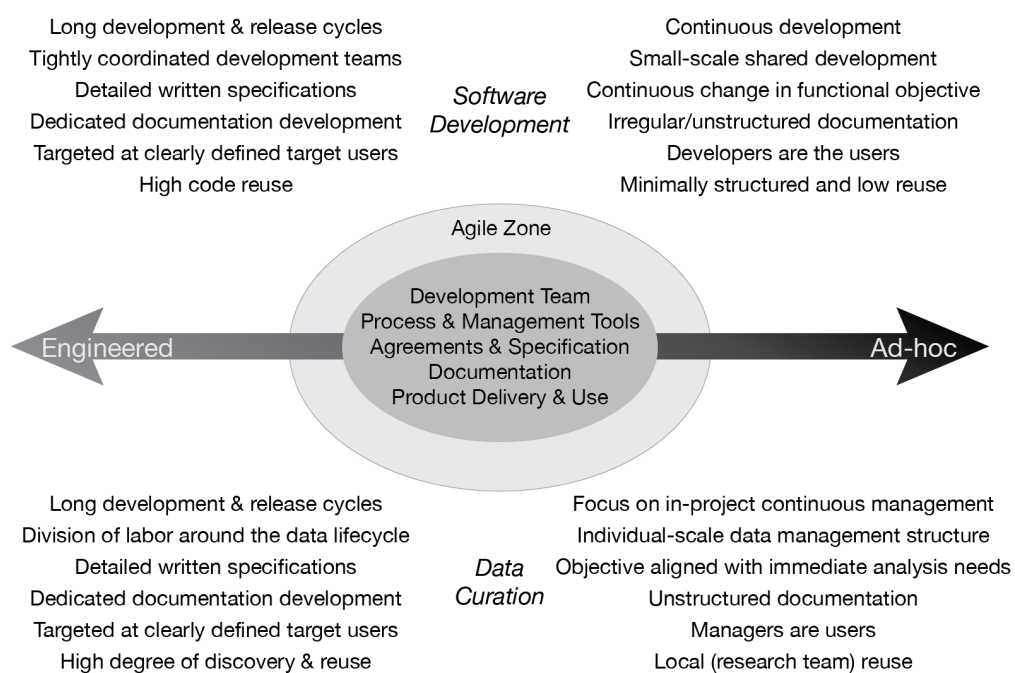 Long development & release cycles
Tightly coordinated development teams
Detailed written specifications
Dedicated documentation development
Targeted at clearly defined target users
High code reuse
Software
Development
Continuous development
Small-scale shared development
Continuous change in functional objective
Irregular/unstructured documentation
Developers are the users
Minimally structured and low reuse
Agile Zone
Development Team
Process & Management Tools
Agreements & Specification
Documentation
Product Delivery & Use
Engineered
Ad-hoc
Long development & release cycles
Division of labor around the data lifecycle
Detailed written specifications
Dedicated documentation development
Targeted at clearly defined target users
High degree of discovery & reuse
Data
Curation
Focus on in-project continuous management
Individual-scale data management structure
Objective aligned with immediate analysis needs
Unstructured documentation
Managers are users
Local (research team) reuse